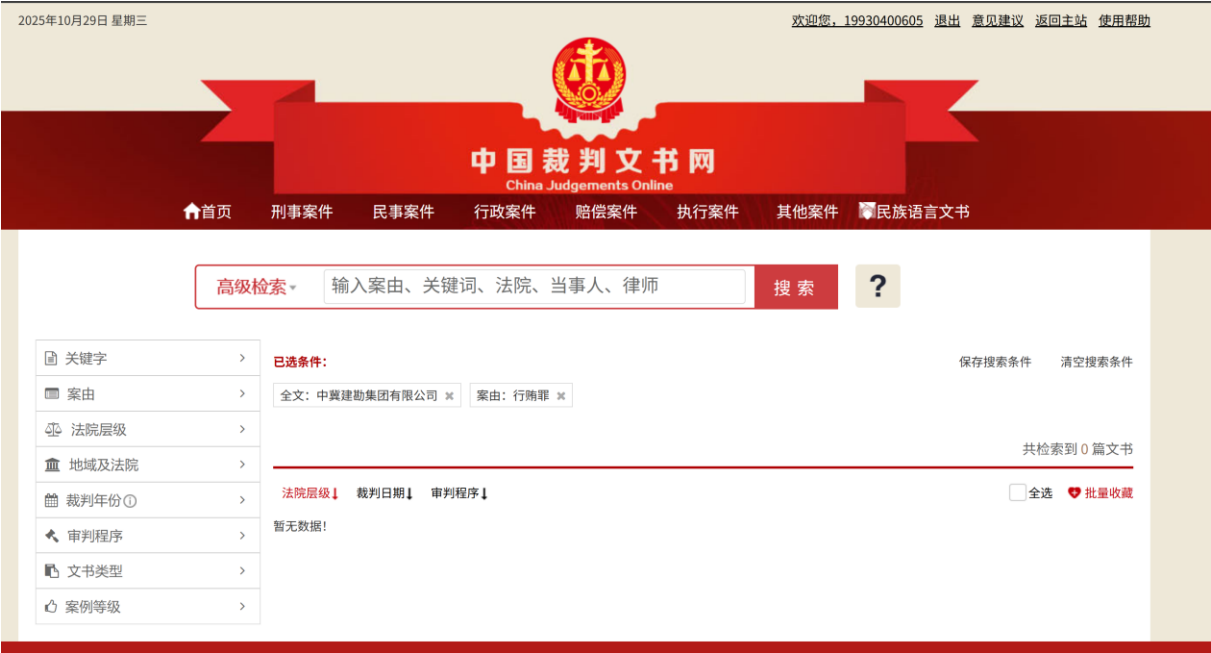 2025年10月29日 星期三
欢迎您，19930400605 退出 意见建议 返回主站 使用帮助
中国裁判文书网
China Judgements Online
首页 刑事案件 民事案件 行政案件 赔偿案件 执行案件 其他案件 民族语言文书
高级检索 输入案由、关键词、法院、当事人、律师 搜索 ?
关键字
案由
法院层级
地域及法院
裁判年份
审判程序
文书类型
案例等级
已选条件：
保存搜索条件 清空搜索条件
全文：中冀建勘集团有限公司 案由：行贿罪
共检索到 0 篇文书
法院层级 裁判日期 审判程序
全选 批量收藏
暂无数据！